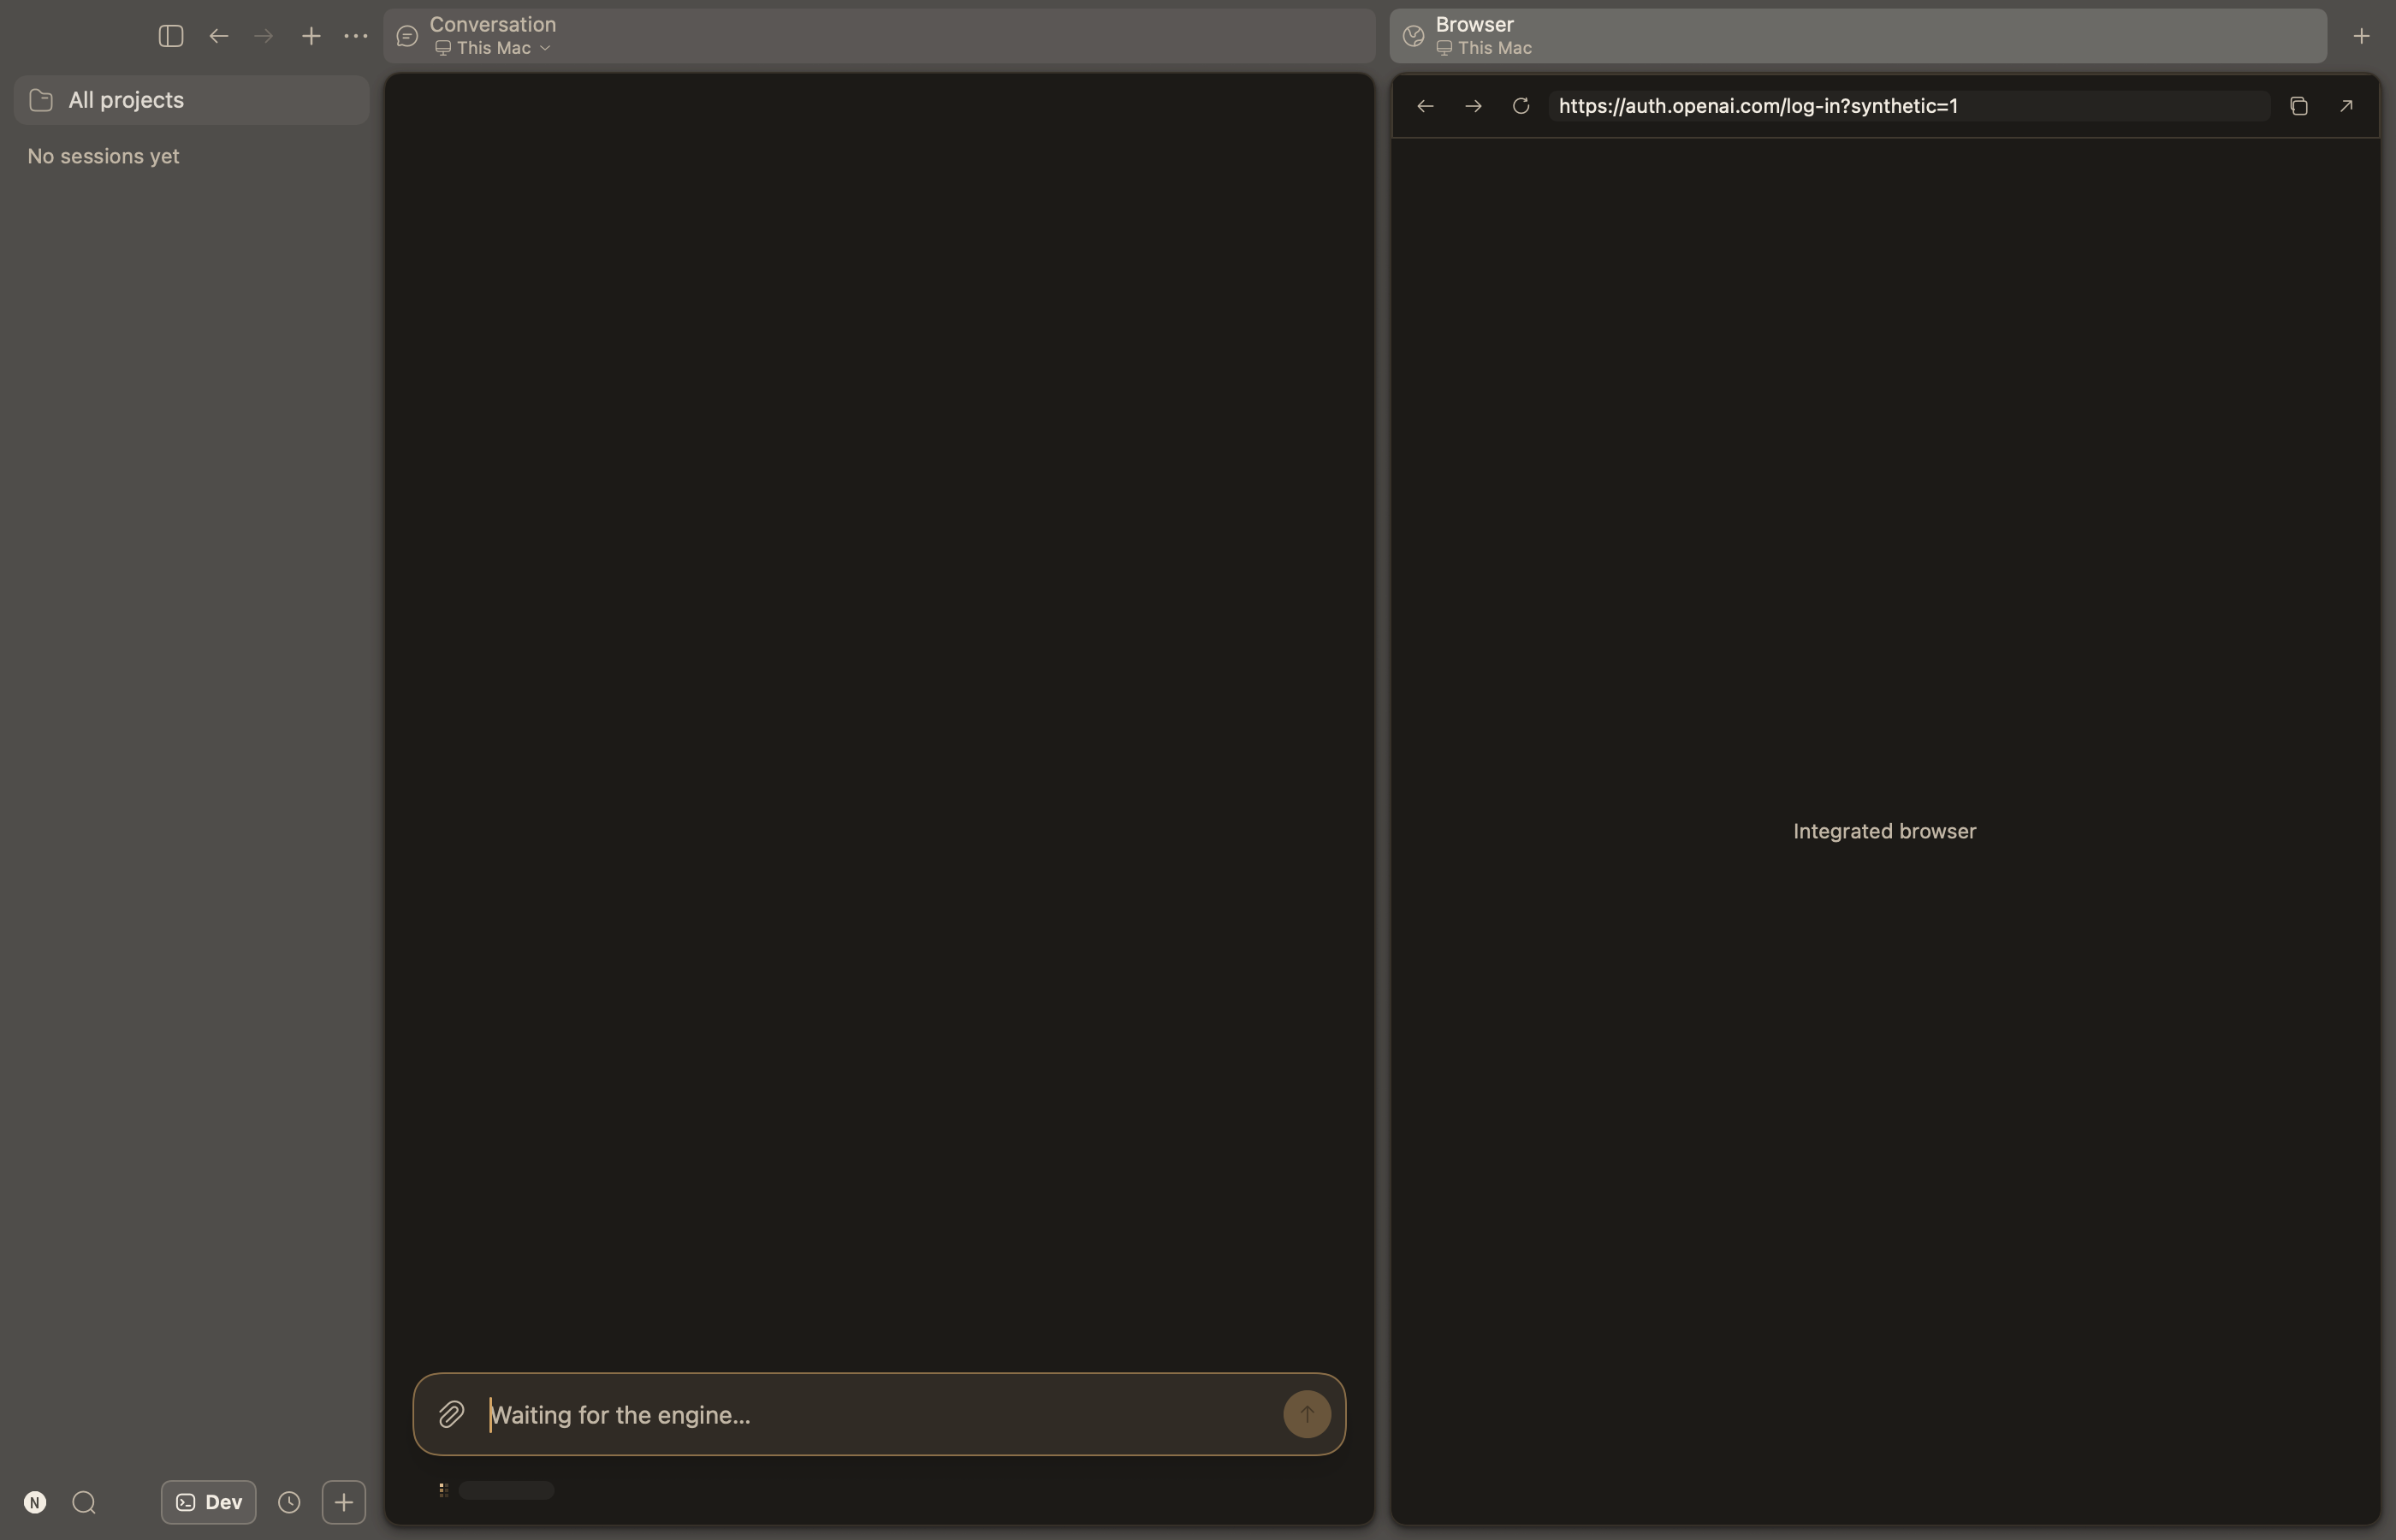 Conversation
This Mac
Browser
This Mac
All projects
No sessions yet
https://auth.openai.com/log-in?synthetic=1
Integrated browser
Waiting for the engine...
N
Dev